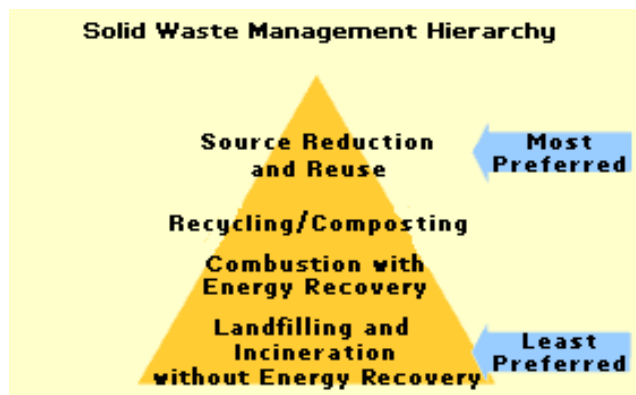 Solid Waste Management Hierarchy
Source Reduction
and Reuse
Most
Preferred
Recycling/Composting
Combustion with
Energy Recovery
Landfilling and
Incineration
without Energy Recovery
Least
Preferred